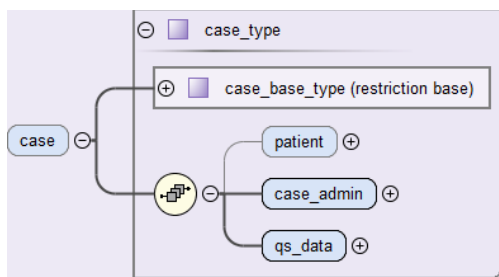 case_type
case_base_type (restriction base)
case
patient
case_admin
qs_data